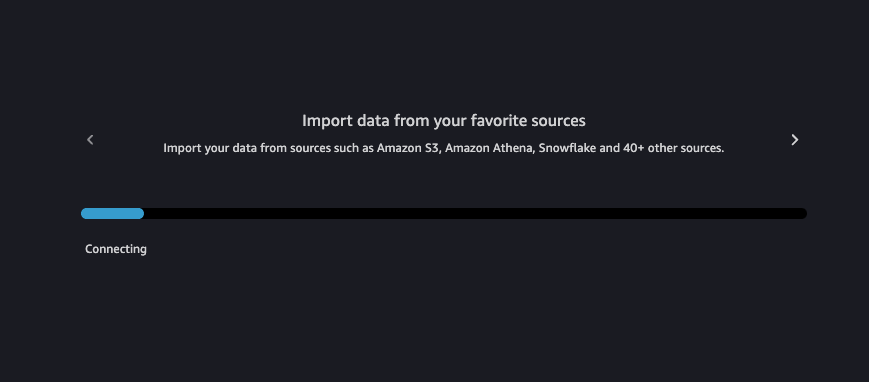 Import data from your favorite sources
Import your data from sources such as Amazon S3, Amazon Athena, Snowflake and 40+ other sources.
Connecting